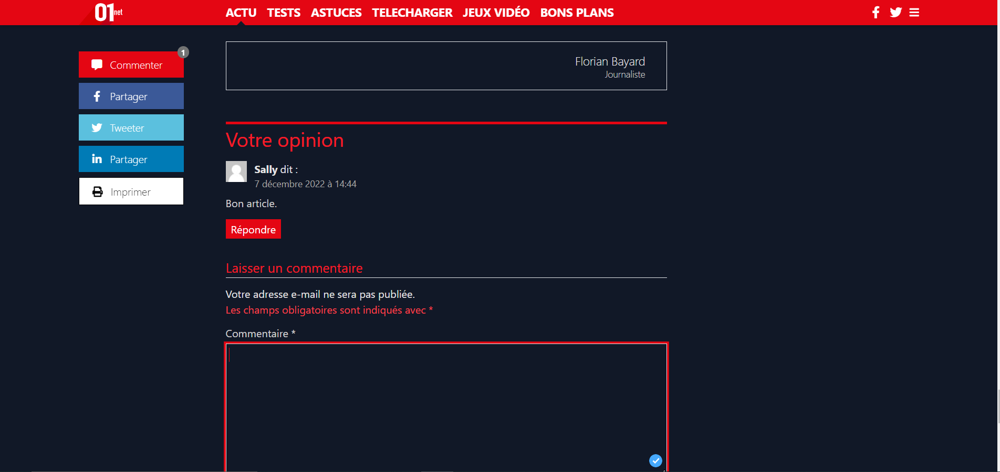 01net
ACTU TESTS ASTUCES TELECHARGER JEUX VIDÉO BONS PLANS
1
Commenter
Partager
Tweeter
Partager
Imprimer
Florian Bayard
Journaliste
Votre opinion
Sally dit :
7 décembre 2022 à 14:44
Bon article.
Répondre
Laisser un commentaire
Votre adresse e-mail ne sera pas publiée.
Les champs obligatoires sont indiqués avec *
Commentaire *